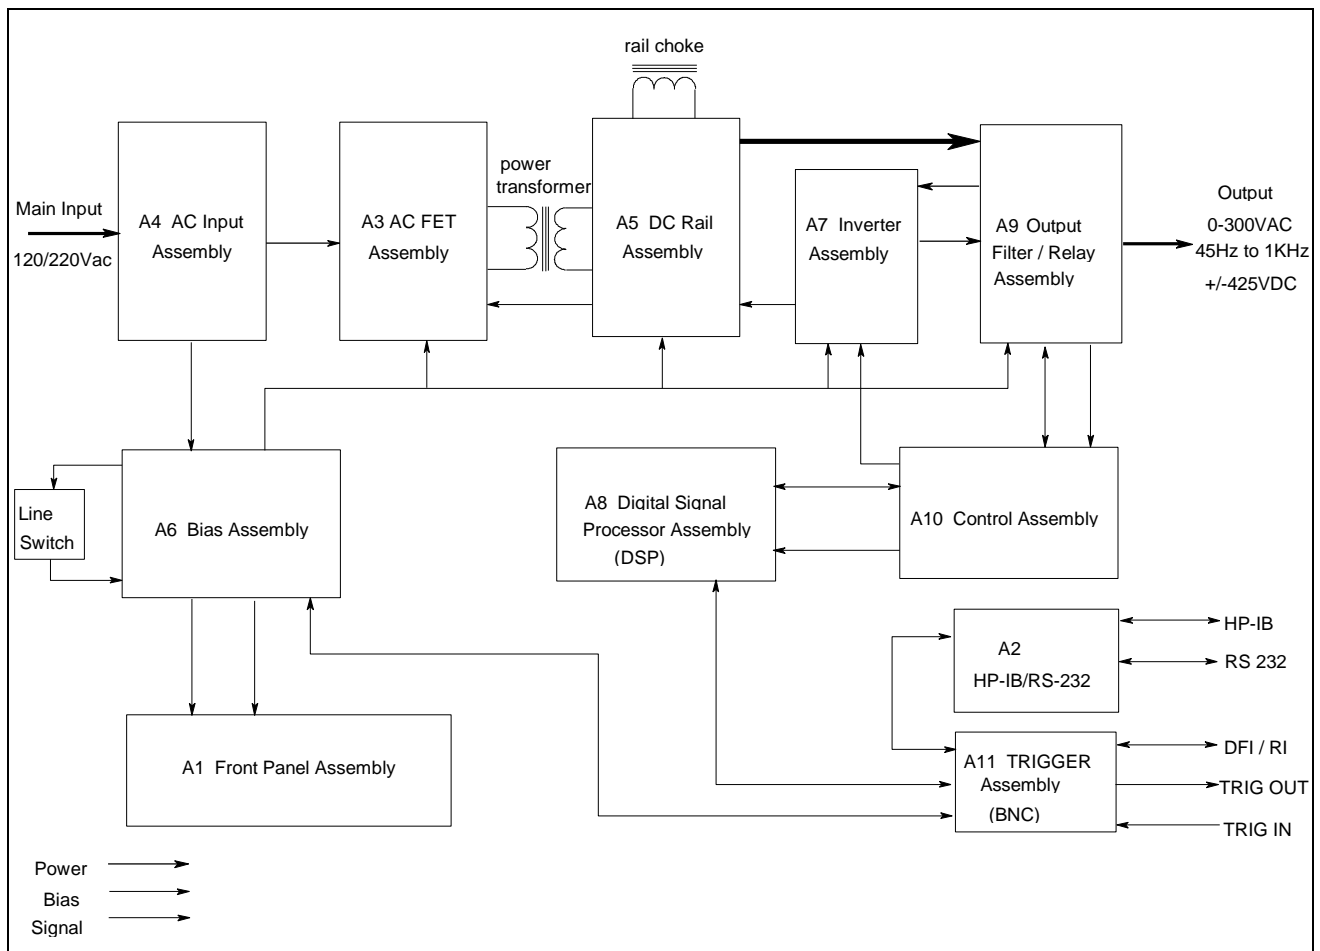 rail choke
power
transformer
Main Input
120/220Vac
A4 AC Input
Assembly
A3 AC FET
Assembly
A5 DC Rail
Assembly
A7 Inverter
Assembly
A9 Output
Filter / Relay
Assembly
Output
0-300VAC
45Hz to 1KHz
+/-425VDC
Line
Switch
A6 Bias Assembly
A8 Digital Signal
Processor Assembly
(DSP)
A10 Control Assembly
A2
HP-IB/RS-232
HP-IB
RS 232
A1 Front Panel Assembly
A11 TRIGGER
Assembly
(BNC)
DFI / RI
TRIG OUT
TRIG IN
Power
Bias
Signal